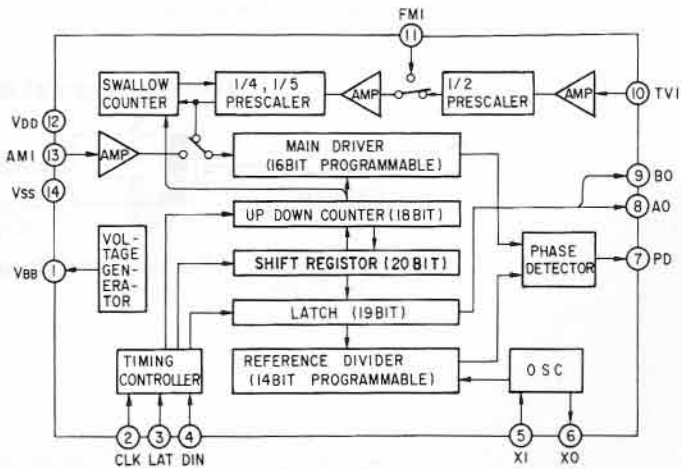 FMI
11
SWALLOW
COUNTER
1/4, 1/5
PRESCALER
AMP
1/2
PRESCALER
AMP
10 TVI
VDD
12
AMI 13
AMP
MAIN DRIVER
(16BIT PROGRAMMABLE)
VSS
14
9 BO
8 AO
UP DOWN COUNTER (18BIT)
VOL-
TAGE
GEN-
ERA-
TOR
VBB 1
SHIFT REGISTOR (20BIT)
PHASE
DETECTOR
7 PD
LATCH (19BIT)
TIMING
CONTROLLER
REFERENCE DIVIDER
(14BIT PROGRAMMABLE)
OSC
2 3 4 5 6
CLK LAT DIN XI XO